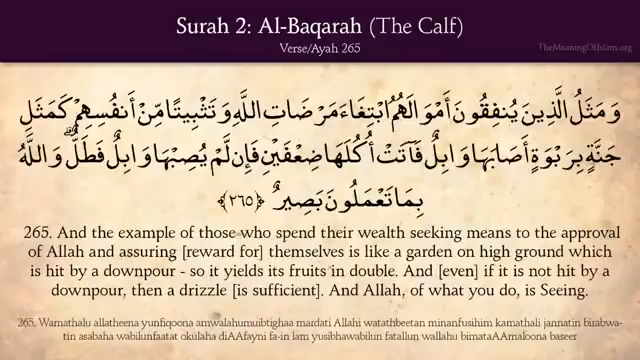 Surah 2: Al-Baqarah (The Calf)
Verse/Ayah 265
TheMeaningOfIslam.org
وَمَثَلُ الَّذِينَ يُنفِقُونَ أَمْوَالَهُمُ ابْتِغَاءَ مَرْضَاتِ اللَّهِ وَتَثْبِيتًا مِّنْ أَنفُسِهِمْ كَمَثَلِ
جَنَّةٍ بِرَبْوَةٍ أَصَابَهَا وَابِلٌ فَآتَتْ أُكُلَهَا ضِعْفَيْنِ فَإِن لَّمْ يُصِبْهَا وَابِلٌ فَطَلٌّ ۗ وَاللَّهُ
بِمَا تَعْمَلُونَ بَصِيرٌ ﴿٢٦٥﴾
265. And the example of those who spend their wealth seeking means to the approval
of Allah and assuring [reward for] themselves is like a garden on high ground which
is hit by a downpour - so it yields its fruits in double. And [even] if it is not hit by a
downpour, then a drizzle [is sufficient]. And Allah, of what you do, is Seeing.
265. Wamathalu allatheena yunfiqoona amwalahumuibtighaa mardati Allahi watathbeetan minanfusihim kamathali jannatin birabwa-
tin asabaha wabilunfaatat okulaha diAAfayni fa-in lam yusibhawabilun fatallun wallahu bimataAAmaloona baseer